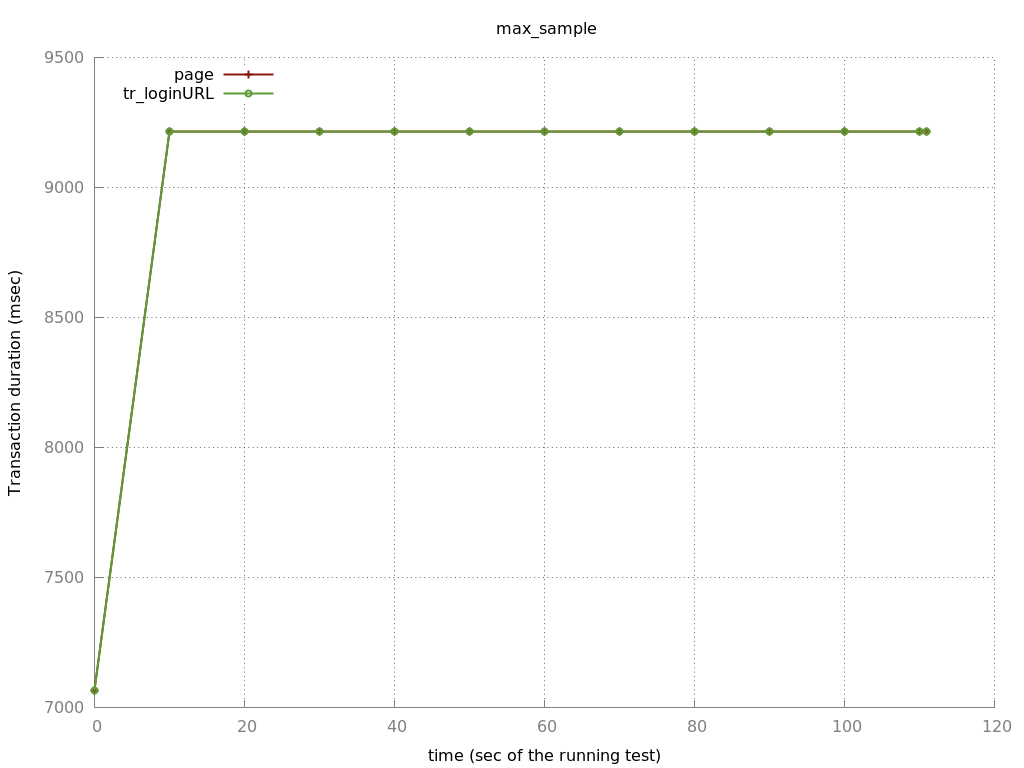 max_sample
9500
page
tr_loginURL
9000
8500
8000
7500
7000
Transaction duration (msec)
0 20 40 60 80 100 120
time (sec of the running test)